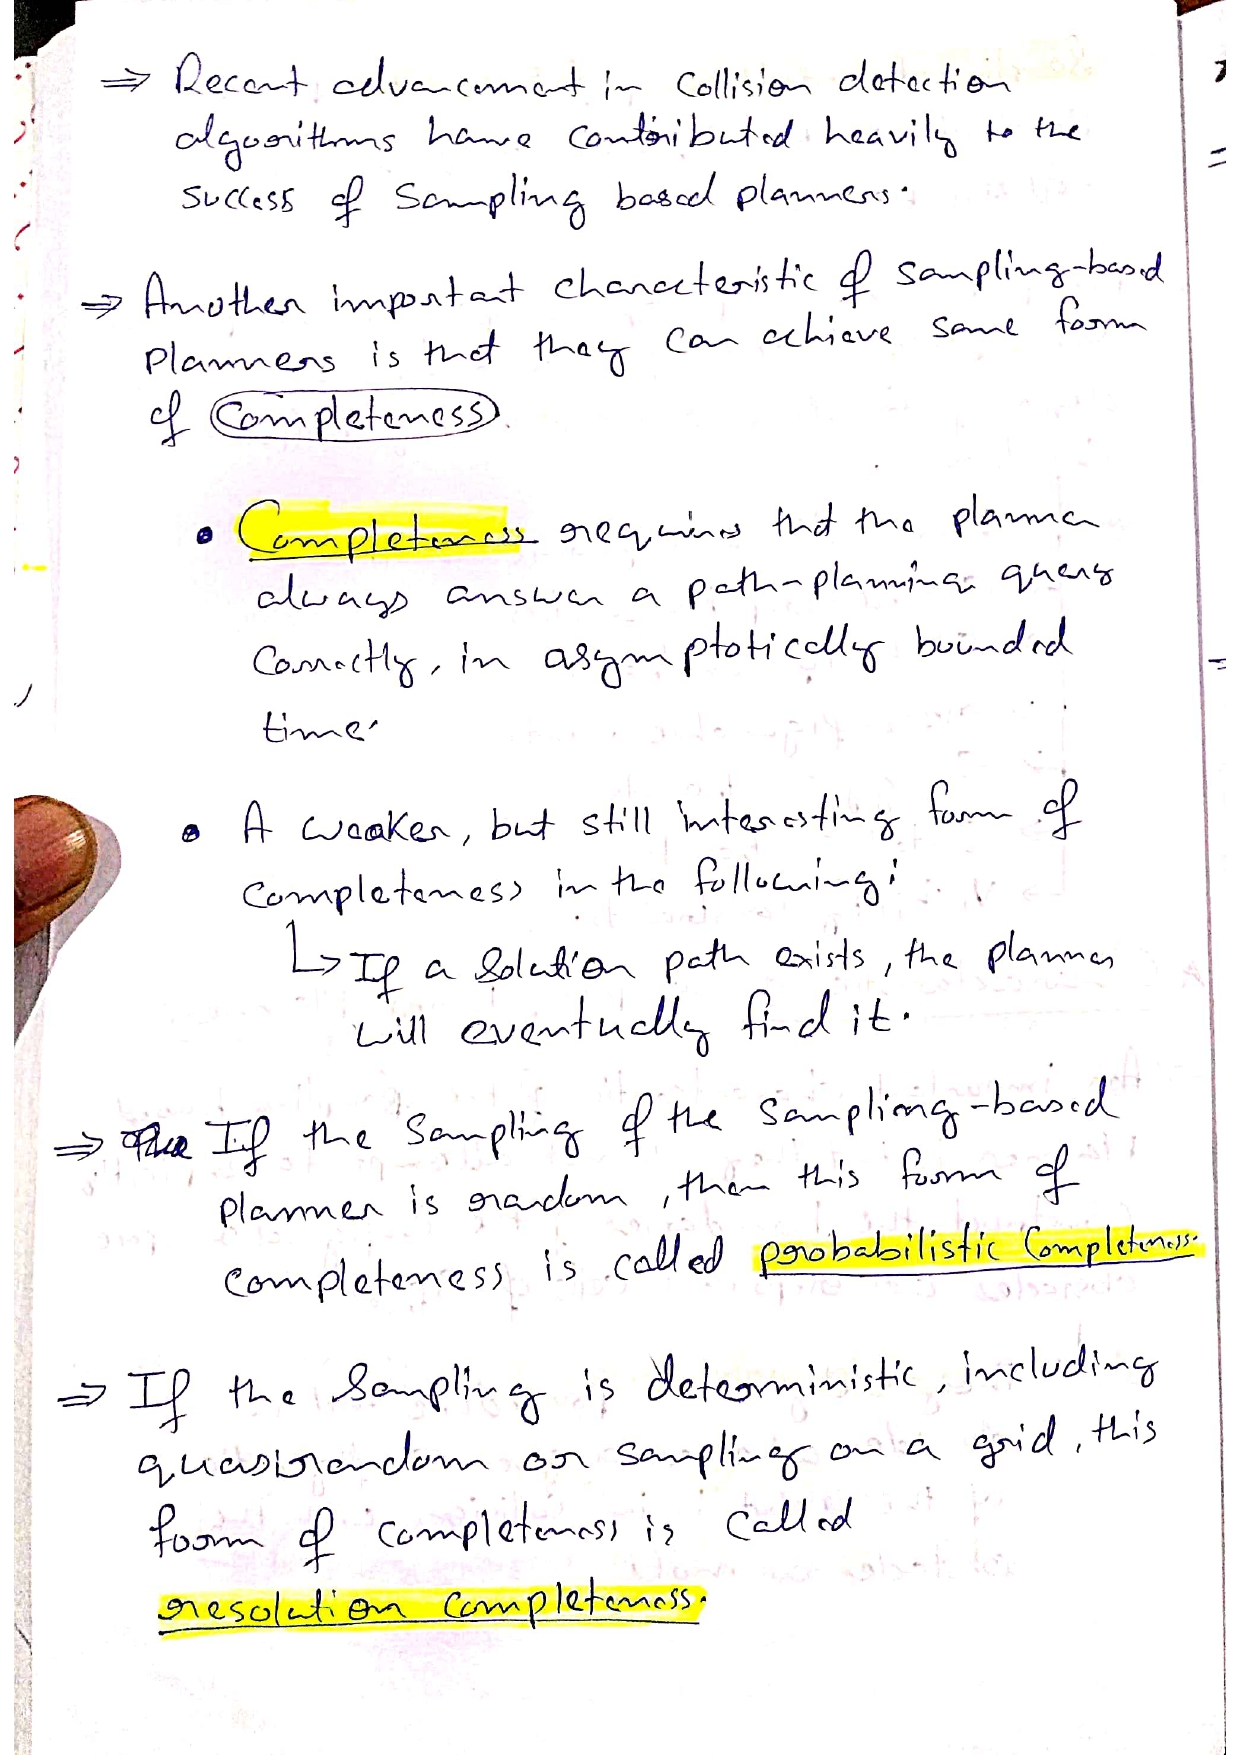 ⇒ Recent advancement in Collision detection
algorithms have contributed heavily to the
success of Sampling based planners.
⇒ Another important characteristic of sampling-based
planners is that they can achieve some form
of Completeness.
• Completeness requires that the planner
always answer a path-planning query
Correctly, in asymptotically bounded
time.
• A weaker, but still interesting form of
completeness in the following:
↳ If a solution path exists, the planner
will eventually find it.
⇒ If the Sampling of the Sampling-based
planner is random, then this form of
completeness is called probabilistic Completeness.
⇒ If the Sampling is deterministic, including
quasirandom or sampling on a grid, this
form of completeness is called
resolution completeness.